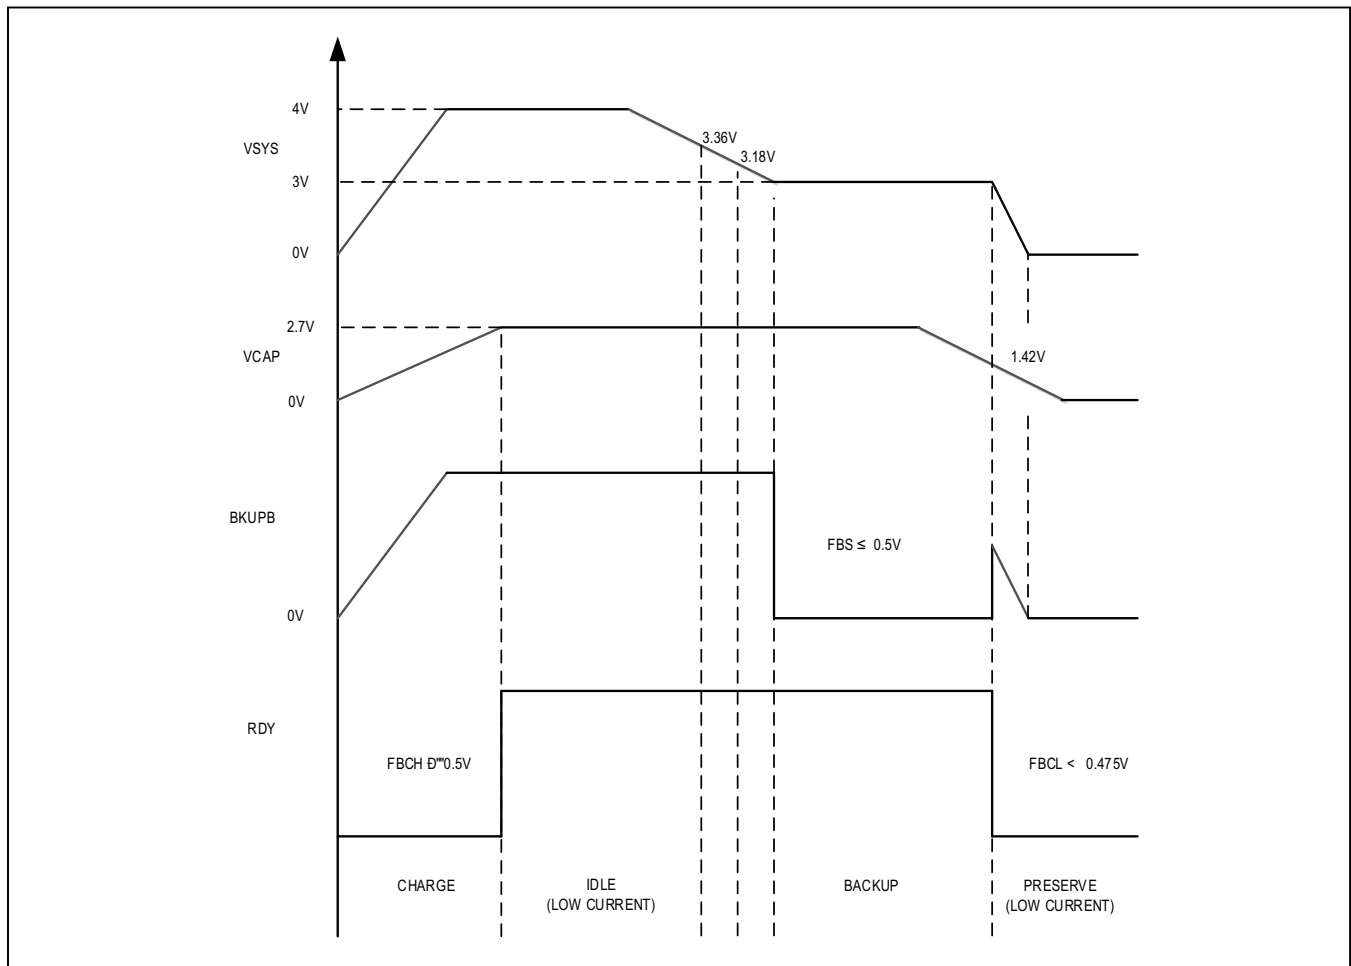 4V
VSYS
3.36V
3.18V
3V
0V
2.7V
VCAP
1.42V
0V
BKUPB
FBS ≤ 0.5V
0V
RDY
FBCH Ð"'"0.5V
FBCL < 0.475V
CHARGE
IDLE
(LOW CURRENT)
BACKUP
PRESERVE
(LOW CURRENT)